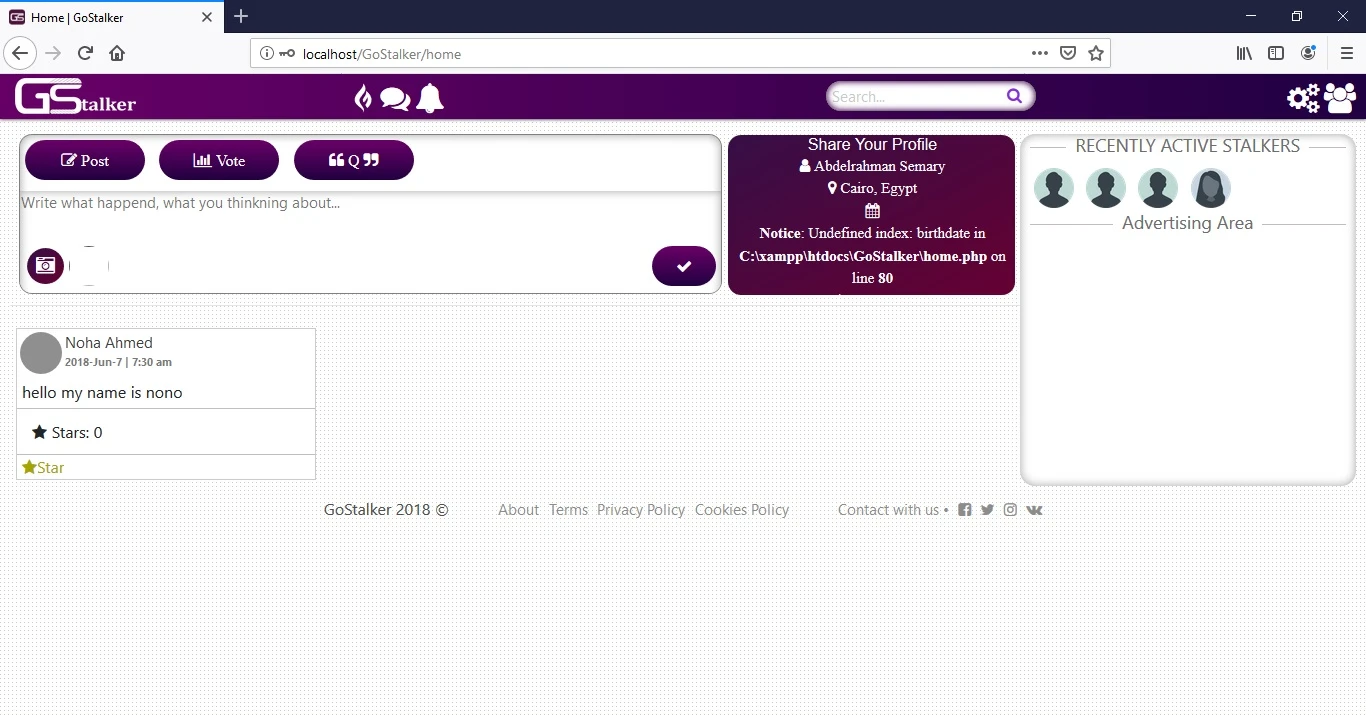 Home | GoStalker
localhost/GoStalker/home
GStalker
Search...
Post
Vote
Q
Write what happend, what you thinkning about...
Share Your Profile
Abdelrahman Semary
Cairo, Egypt
Notice: Undefined index: birthdate in
C:\xampp\htdocs\GoStalker\home.php on
line 80
RECENTLY ACTIVE STALKERS
Advertising Area
Noha Ahmed
2018-Jun-7 | 7:30 am
hello my name is nono
Stars: 0
Star
GoStalker 2018 © About Terms Privacy Policy Cookies Policy Contact with us •